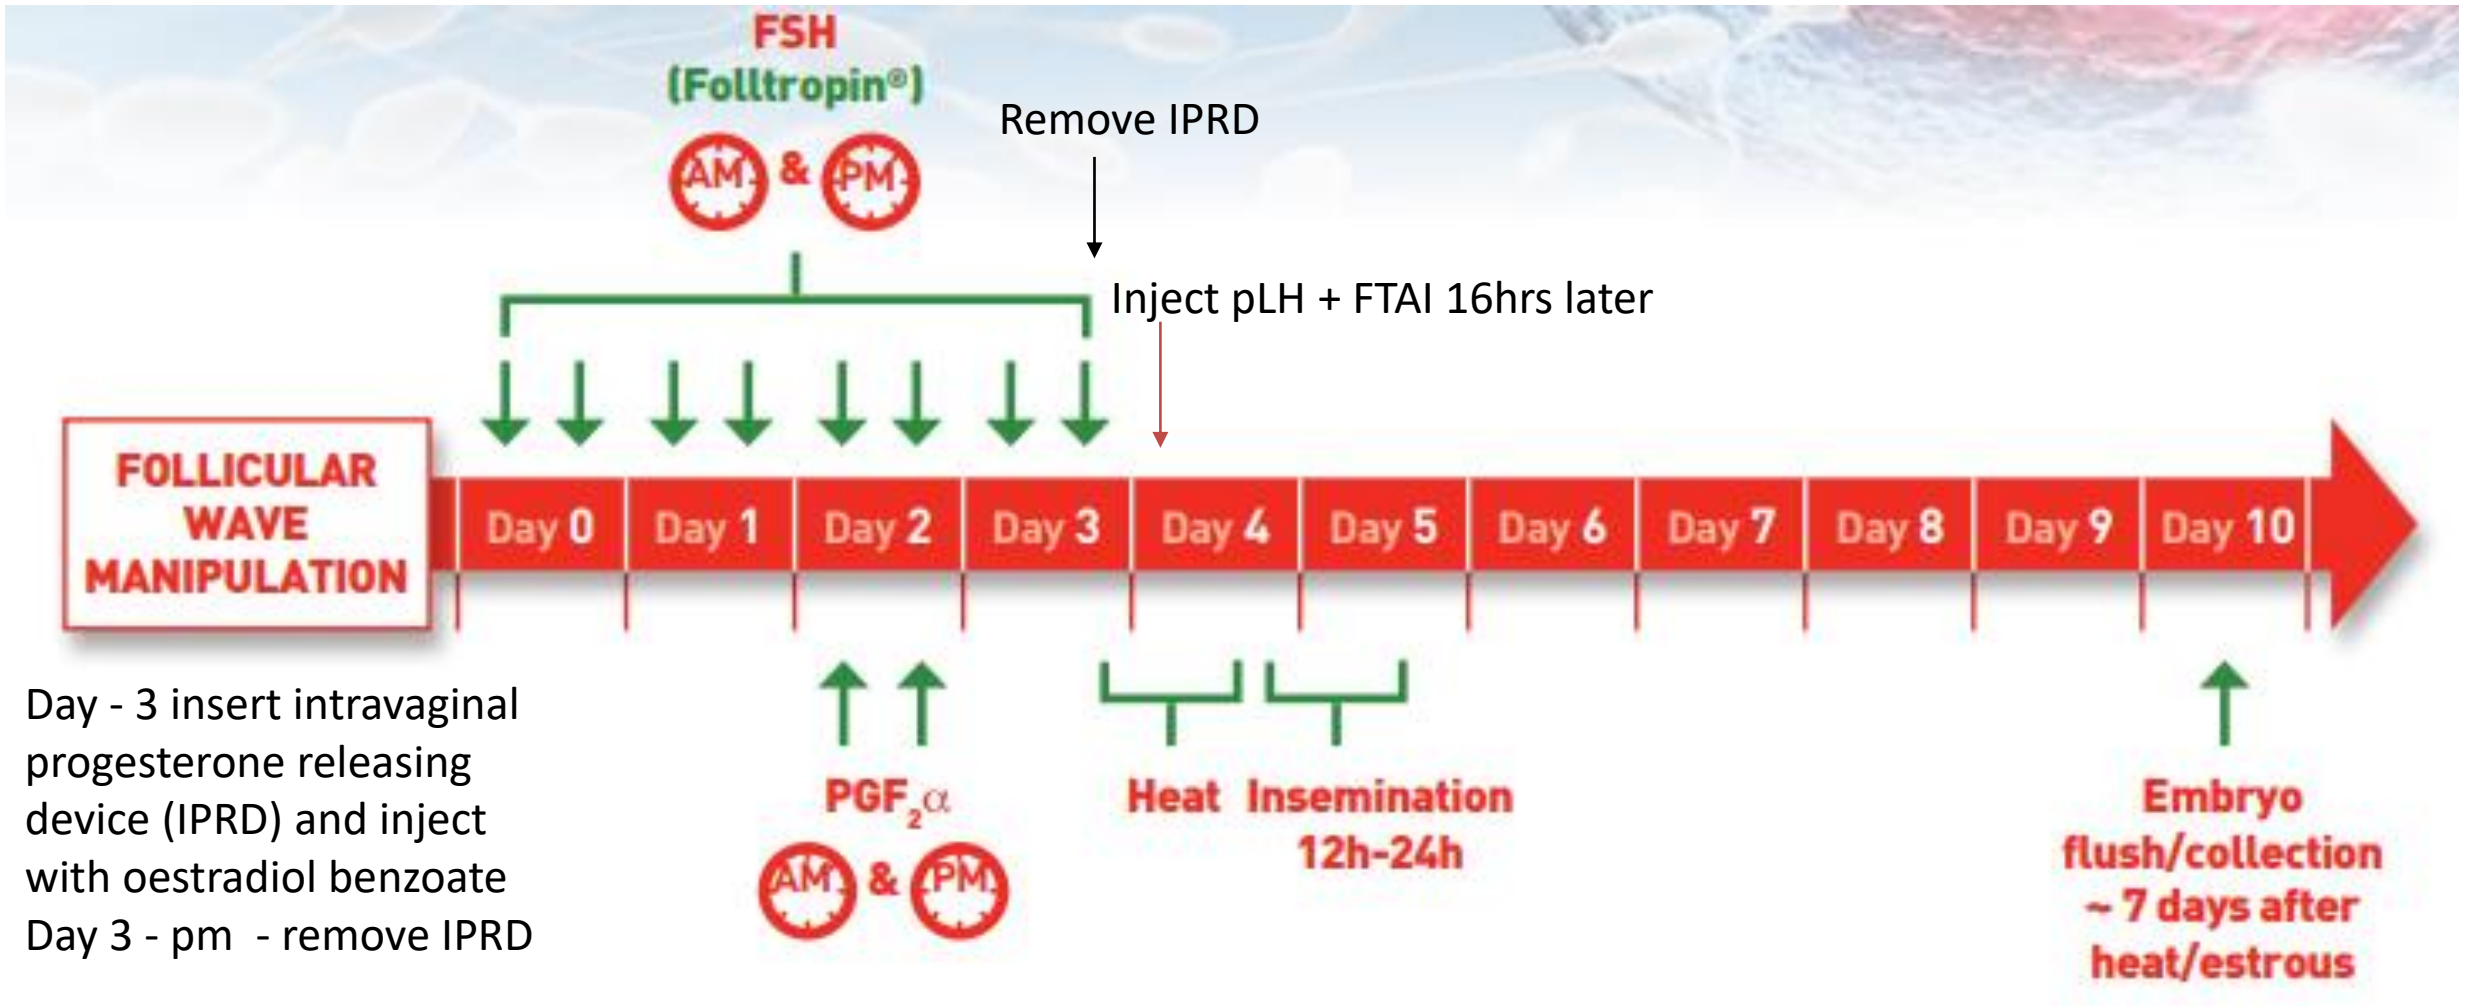 FSH
(Folltropin®)
AM & PM
Remove IPRD
Inject pLH + FTAI 16hrs later
FOLLICULAR
WAVE
MANIPULATION
Day 0 Day 1 Day 2 Day 3 Day 4 Day 5 Day 6 Day 7 Day 8 Day 9 Day 10
Day - 3 insert intravaginal
progesterone releasing
device (IPRD) and inject
with oestradiol benzoate
Day 3 - pm - remove IPRD
PGF₂α
AM & PM
Heat
Insemination
12h-24h
Embryo
flush/collection
~ 7 days after
heat/estrous